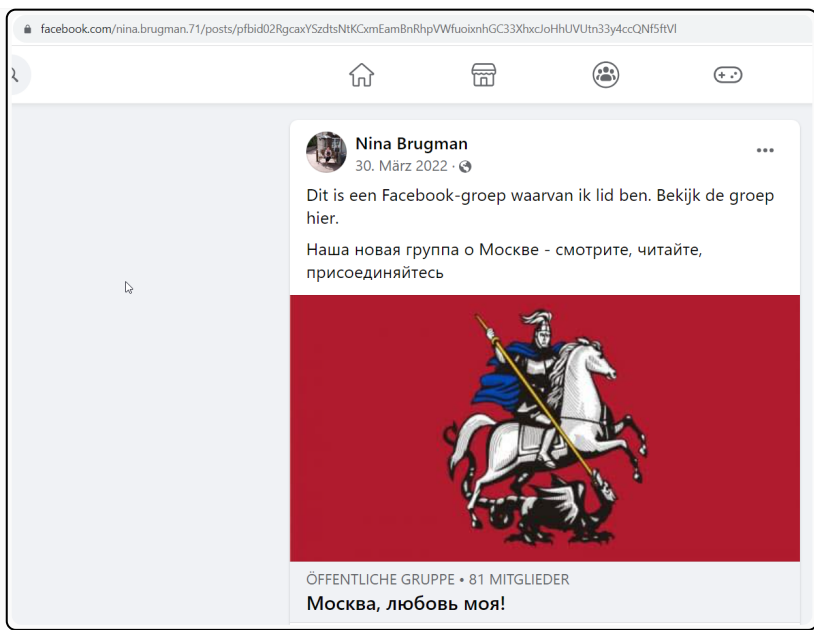 facebook.com/nina.brugman.71/posts/pfbid02RgcaxYSzdtsNtKCxmEamBnRhpVWfuoixnhGC33XhxcJoHhUVUtn33y4ccQNf5ftVl
Nina Brugman
30. März 2022 ·
Dit is een Facebook-groep waarvan ik lid ben. Bekijk de groep
hier.
Наша новая группа о Москве - смотрите, читайте,
присоединяйтесь
ÖFFENTLICHE GRUPPE • 81 MITGLIEDER
Москва, любовь моя!